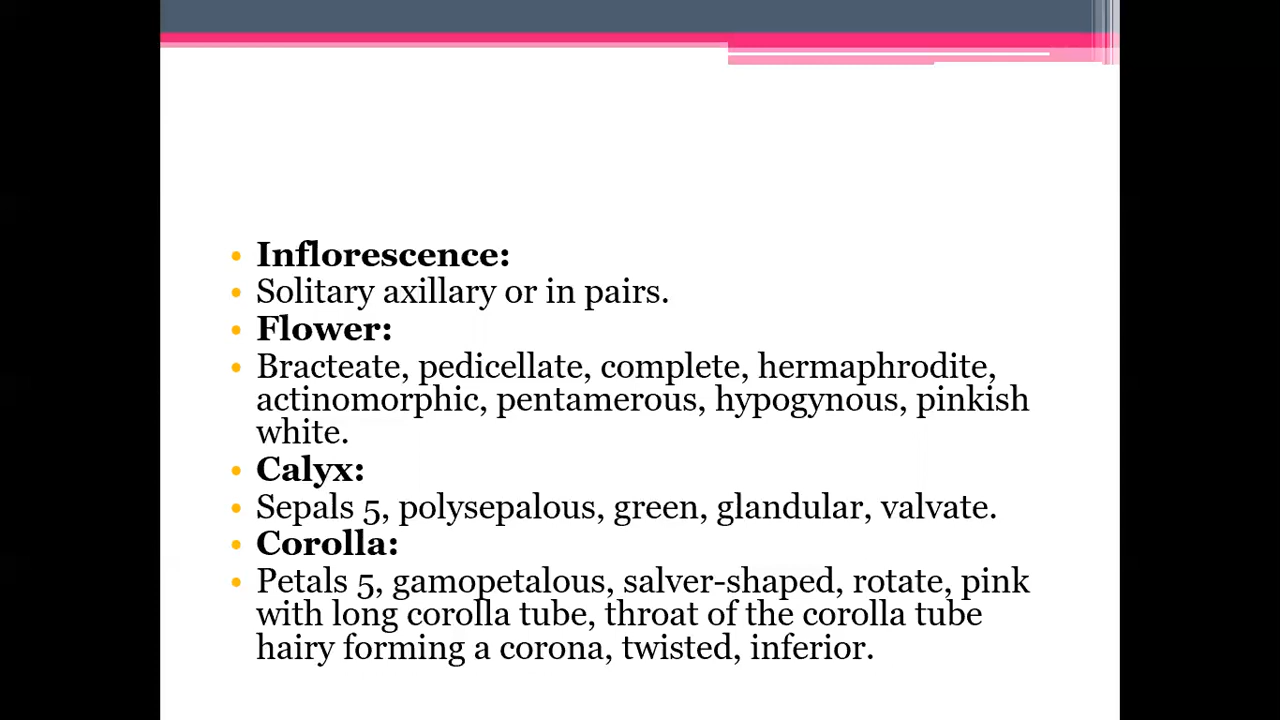 • Inflorescence:
• Solitary axillary or in pairs.
• Flower:
• Bracteate, pedicellate, complete, hermaphrodite,
actinomorphic, pentamerous, hypogynous, pinkish
white.
• Calyx:
• Sepals 5, polysepalous, green, glandular, valvate.
• Corolla:
• Petals 5, gamopetalous, salver-shaped, rotate, pink
with long corolla tube, throat of the corolla tube
hairy forming a corona, twisted, inferior.